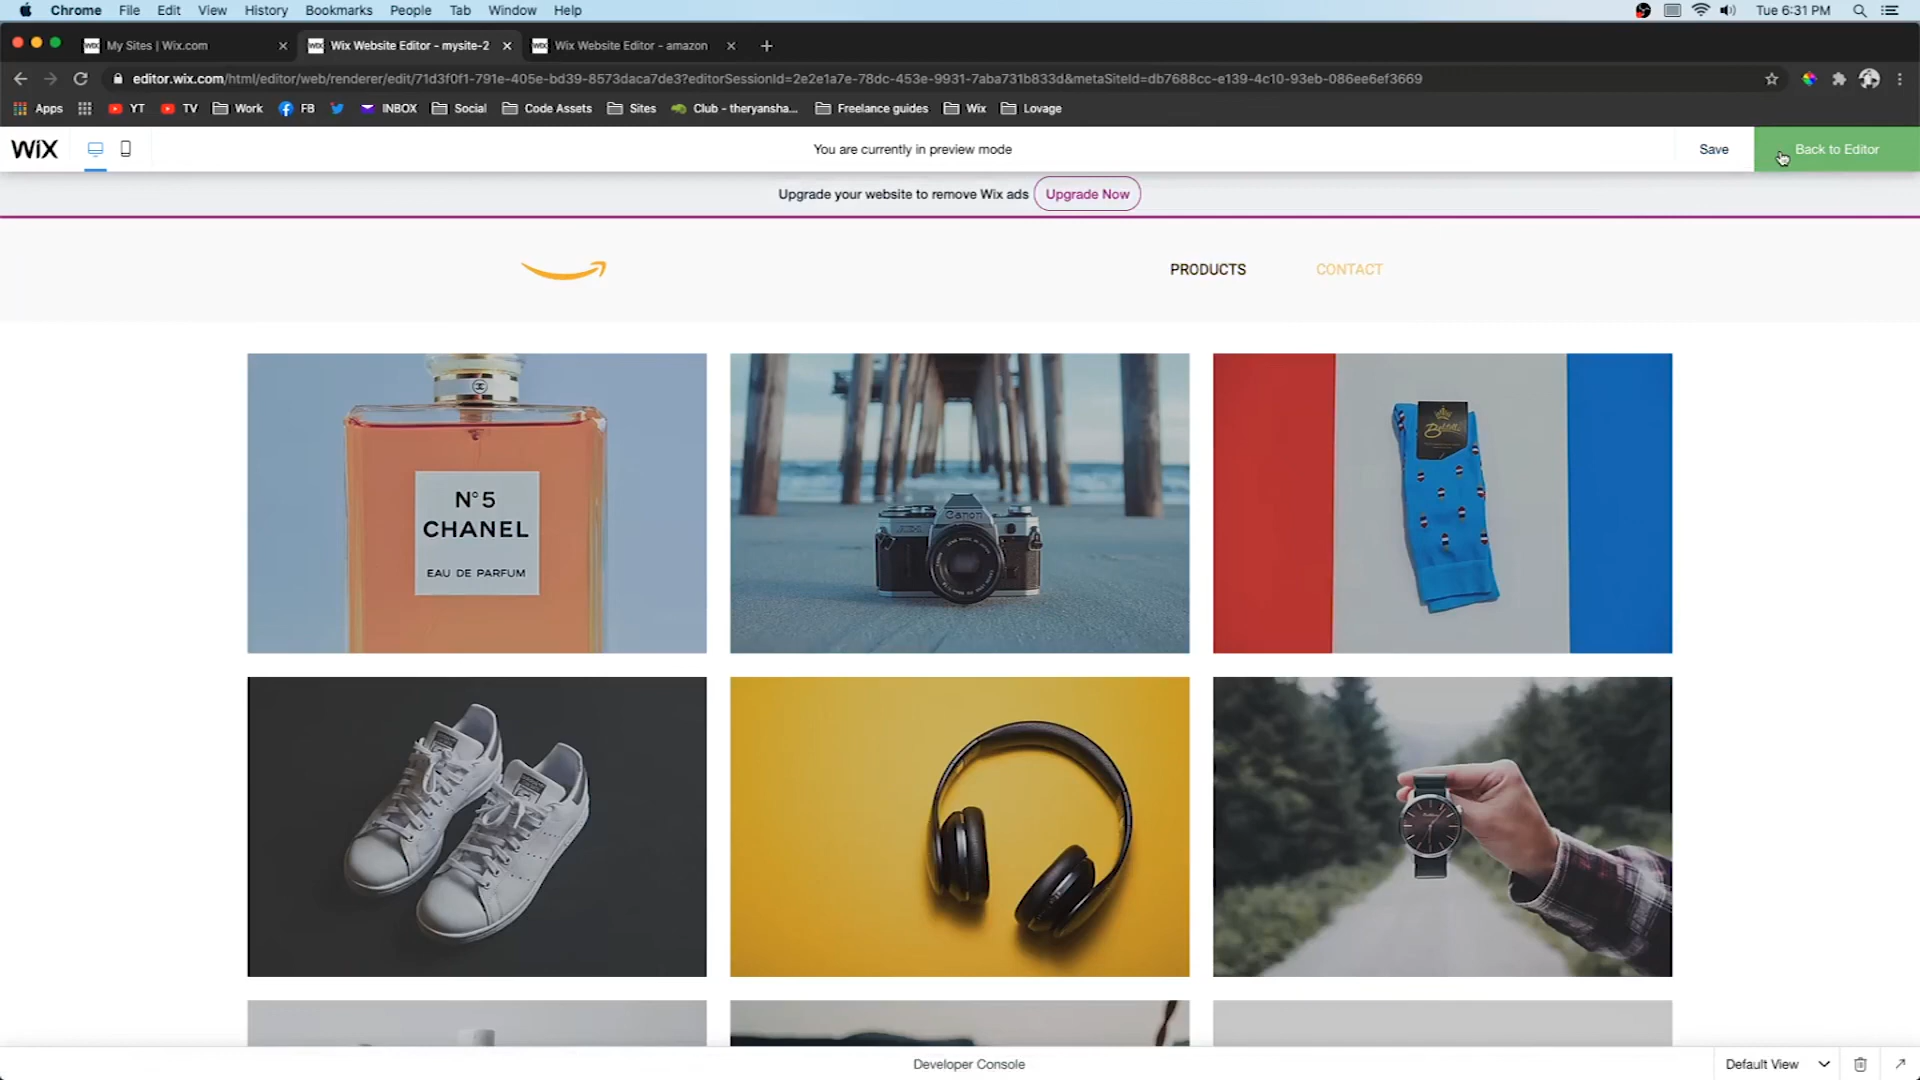 Chrome File Edit View History Bookmarks People Tab Window Help Tue 6:31 PM
WIX My Sites | Wix.com WIX Wix Website Editor - mysite-2 WIX Wix Website Editor - amazon
editor.wix.com/html/editor/web/renderer/edit/71d3f0f1-791e-405e-bd39-8573daca7de3?editorSessionId=2e2e1a7e-78dc-453e-9931-7aba731b833d&metaSiteId=db7688cc-e139-4c10-93eb-086ee6ef3669
Apps YT TV Work FB INBOX Social Code Assets Sites Club - theryansha... Freelance guides Wix Lovage
WIX You are currently in preview mode Save Back to Editor
Upgrade your website to remove Wix ads Upgrade Now
PRODUCTS CONTACT
N°5
CHANEL
EAU DE PARFUM
Canon
Developer Console Default View